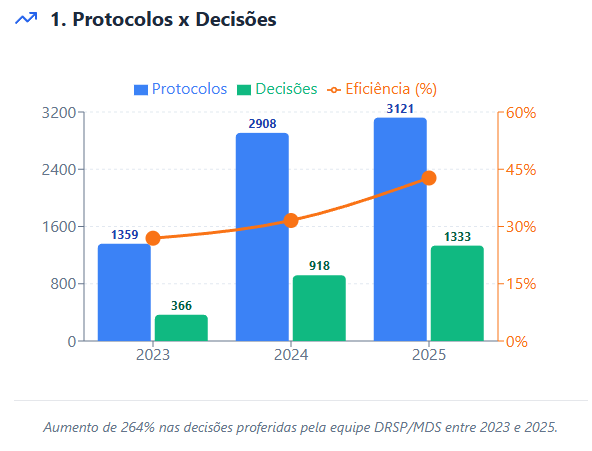 1. Protocolos x Decisões
Protocolos Decisões Eficiência (%)
3200 2400 1600 800 0
60% 45% 30% 15% 0%
1359 366 2908 918 3121 1333
2023 2024 2025
Aumento de 264% nas decisões proferidas pela equipe DRSP/MDS entre 2023 e 2025.